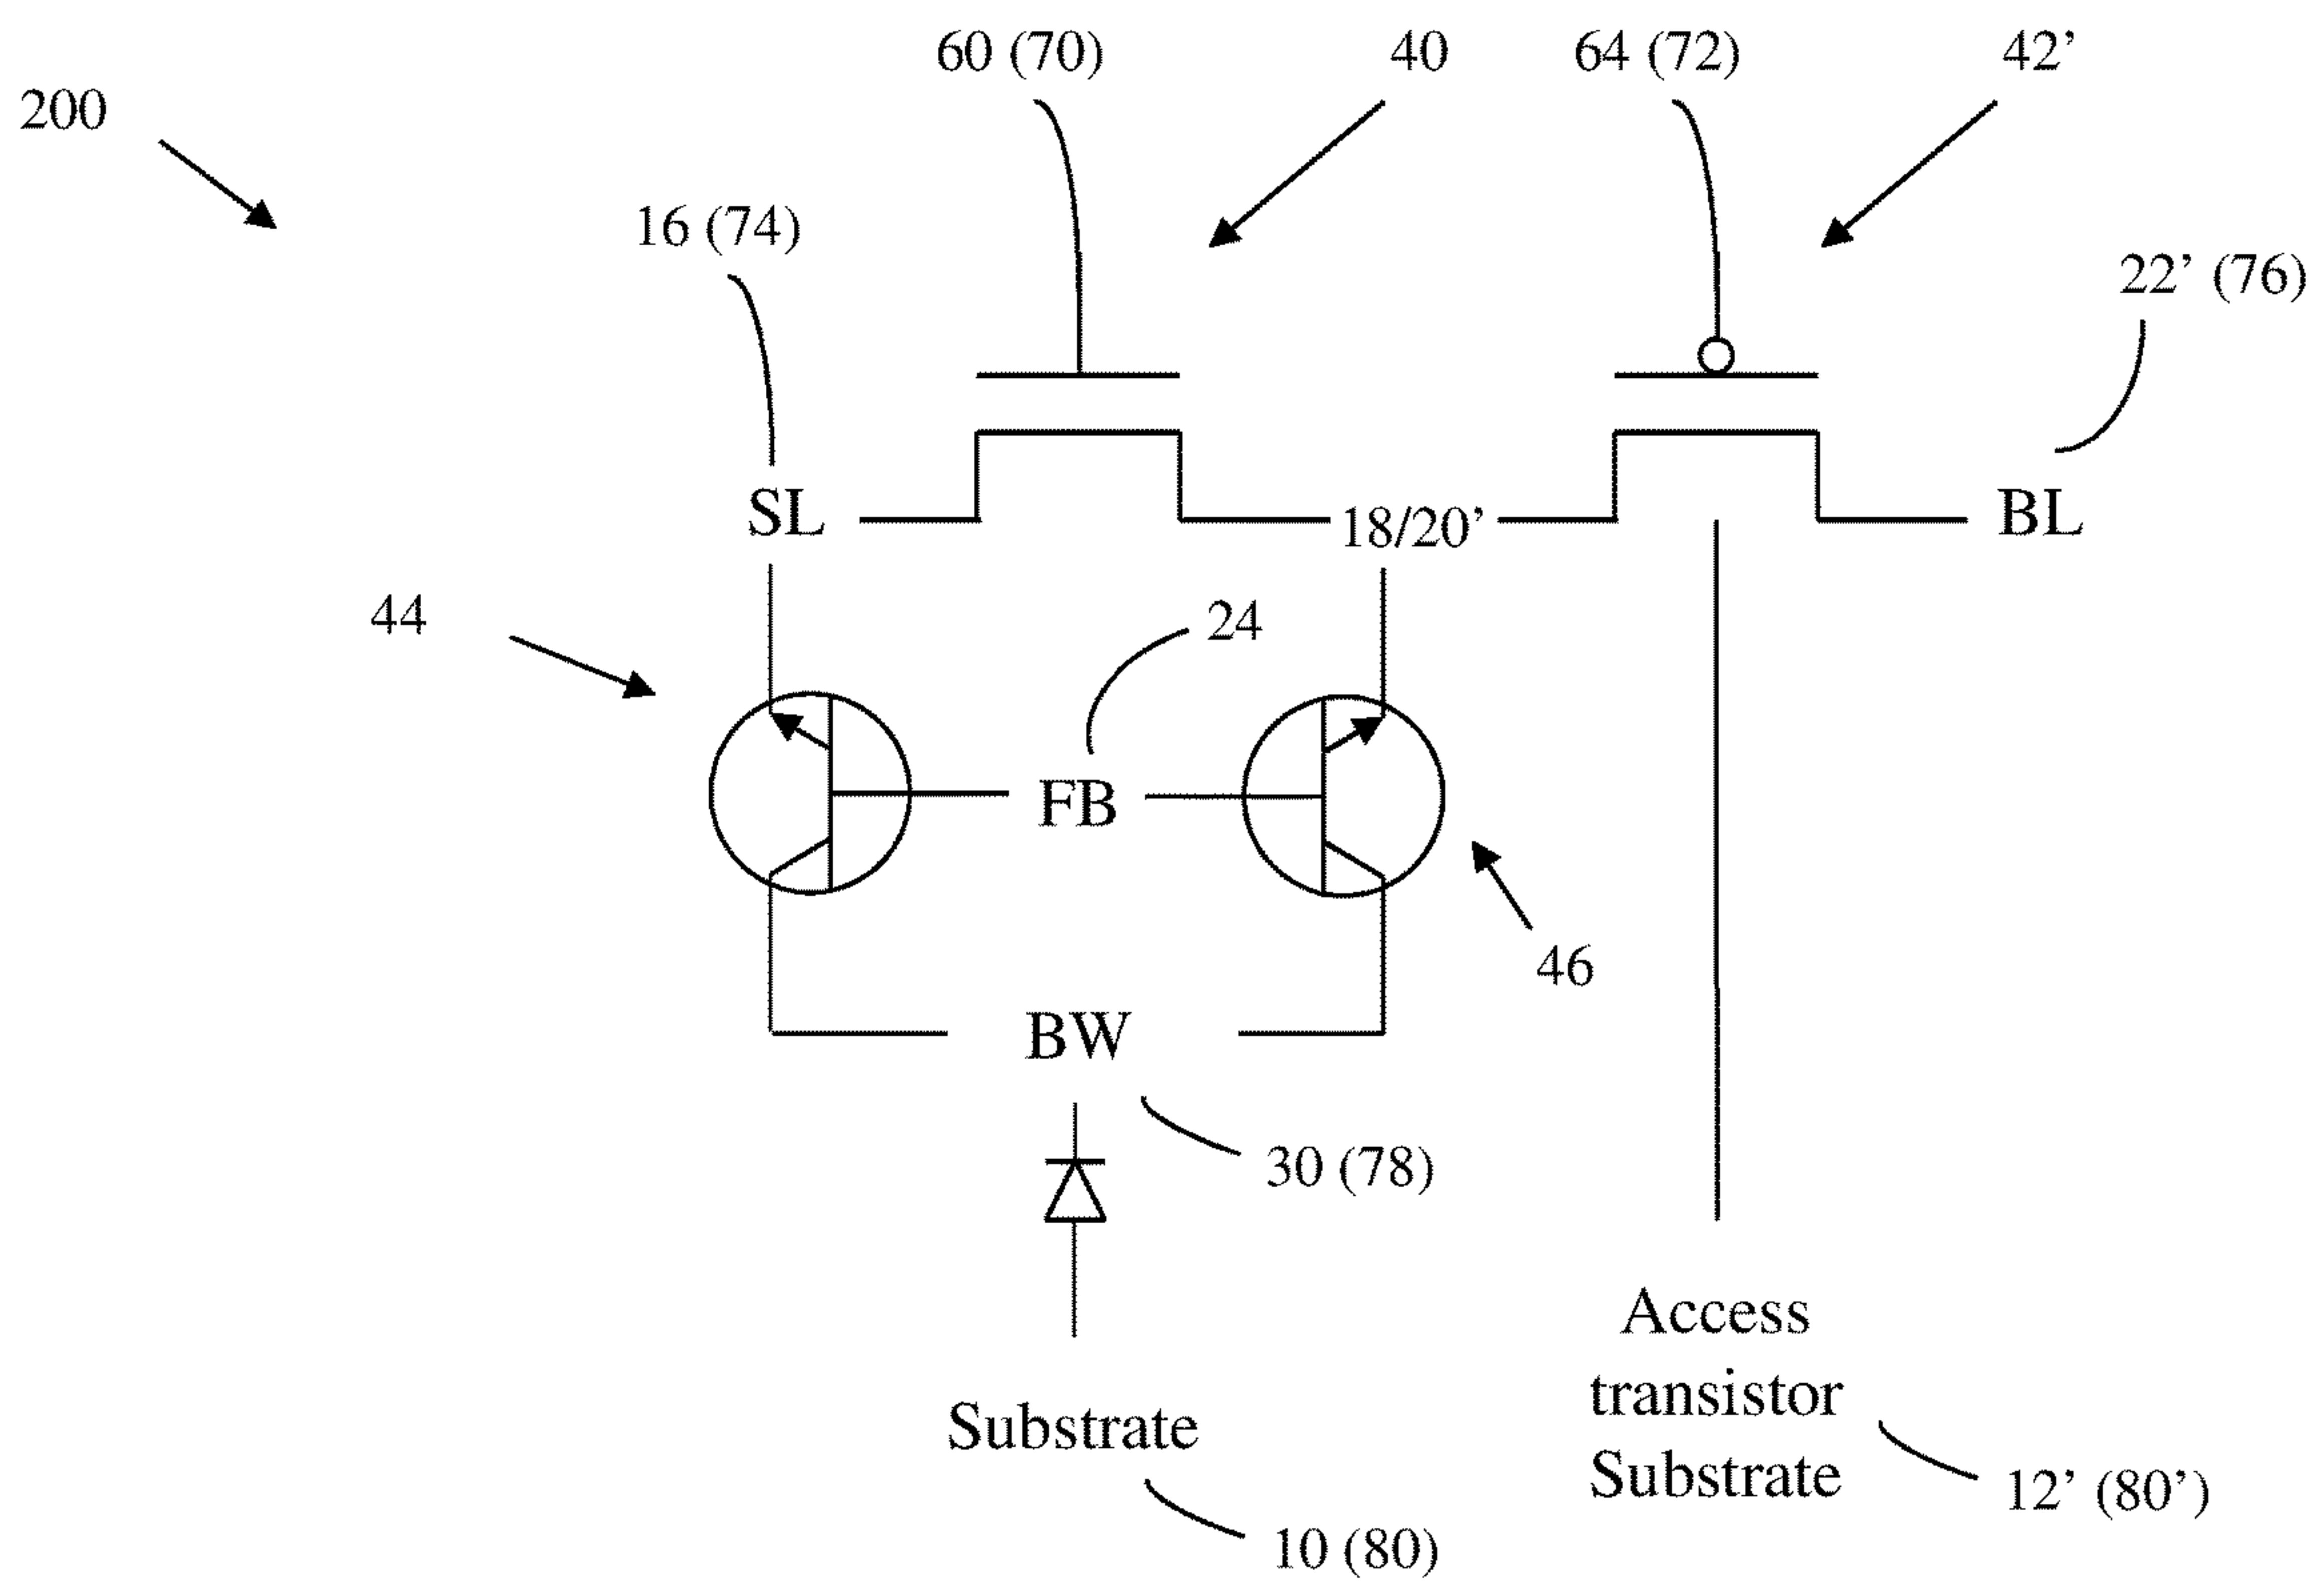 60 (70)
40
64 (72)
42’
200
16 (74)
22’ (76)
SL
18/20’
BL
44
24
FB
46
BW
30 (78)
Access
transistor
Substrate
Substrate
12’ (80’)
10 (80)